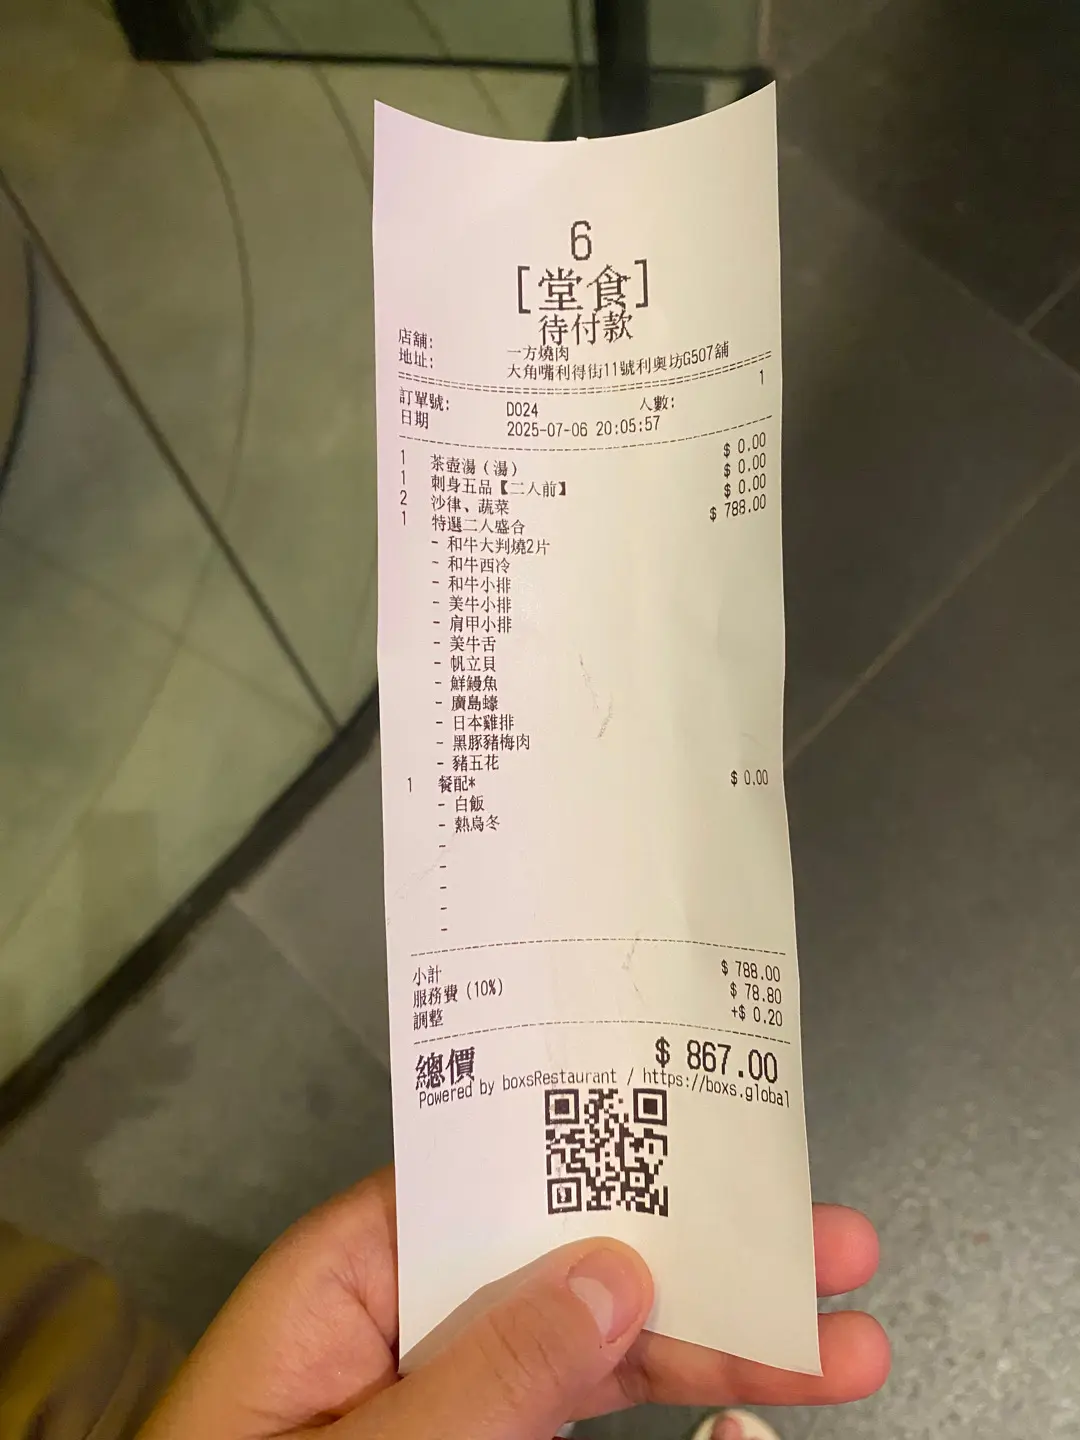 6
[堂食]
待付款
店舖: 一方燒肉
地址: 大角嘴利得街11號利奧坊G507舖
訂單號: D024 人數: 1
日期 2025-07-06 20:05:57
1 茶壺湯(湯) $ 0.00
1 刺身五品【二人前】 $ 0.00
2 沙律、蔬菜 $ 0.00
1 特選二人盛合 $ 788.00
- 和牛大判燒2片
- 和牛西冷
- 和牛小排
- 美牛小排
- 肩甲小排
- 美牛舌
- 帆立貝
- 鮮鰻魚
- 廣島蠔
- 日本雞排
- 黑豚豬梅肉
- 豬五花
1 餐配* $ 0.00
- 白飯
- 熱烏冬
-
-
-
-
-
小計 $ 788.00
服務費(10%) $ 78.80
調整 +$ 0.20
總價 $ 867.00
Powered by boxsRestaurant / https://boxs.global